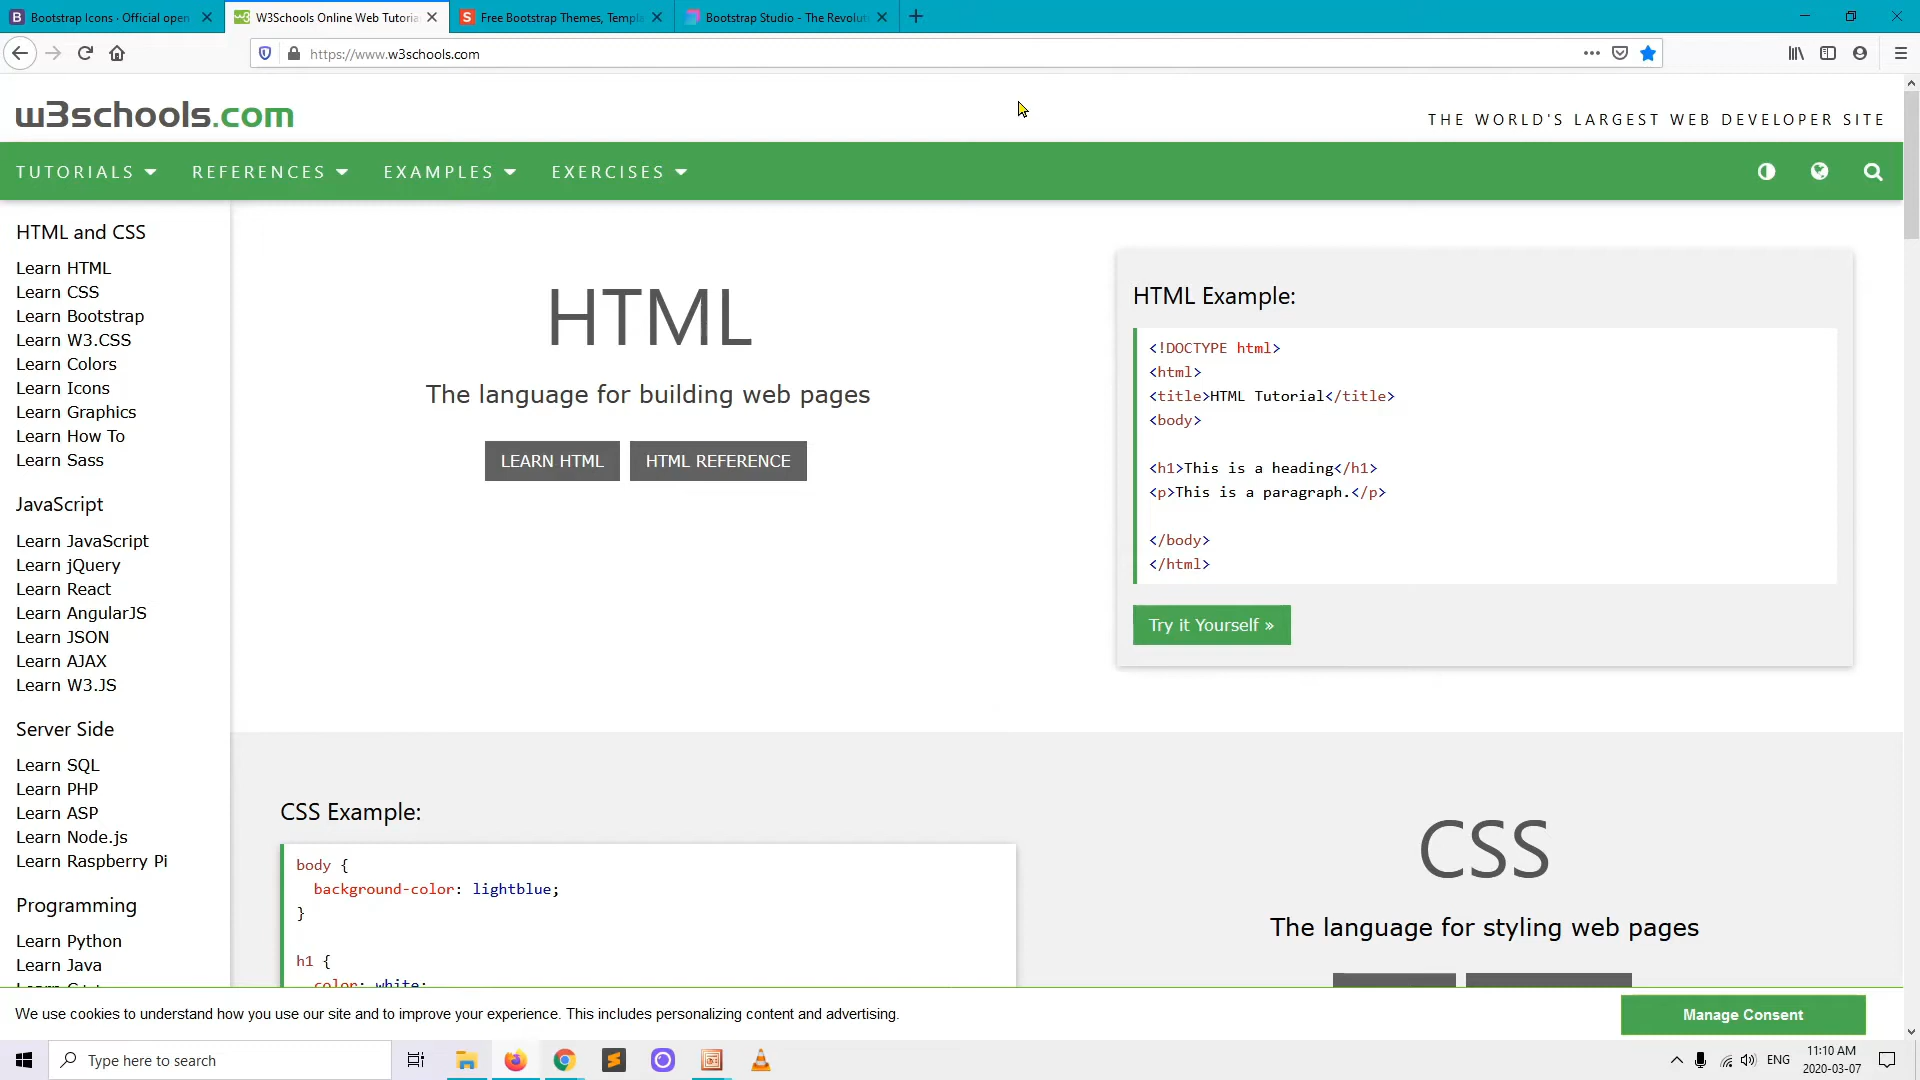 Bootstrap Icons · Official open
W3Schools Online Web Tutoria
Free Bootstrap Themes, Templ
Bootstrap Studio - The Revolut
https://www.w3schools.com
w3schools.com
THE WORLD'S LARGEST WEB DEVELOPER SITE
TUTORIALS REFERENCES EXAMPLES EXERCISES
HTML and CSS
Learn HTML
Learn CSS
Learn Bootstrap
Learn W3.CSS
Learn Colors
Learn Icons
Learn Graphics
Learn How To
Learn Sass
JavaScript
Learn JavaScript
Learn jQuery
Learn React
Learn AngularJS
Learn JSON
Learn AJAX
Learn W3.JS
Server Side
Learn SQL
Learn PHP
Learn ASP
Learn Node.js
Learn Raspberry Pi
Programming
Learn Python
Learn Java
HTML
The language for building web pages
LEARN HTML
HTML REFERENCE
HTML Example:
<!DOCTYPE html>
<html>
<title>HTML Tutorial</title>
<body>
<h1>This is a heading</h1>
<p>This is a paragraph.</p>
</body>
</html>
Try it Yourself »
CSS Example:
body {
background-color: lightblue;
}
h1 {
color: white;
CSS
The language for styling web pages
We use cookies to understand how you use our site and to improve your experience. This includes personalizing content and advertising.
Manage Consent
Type here to search
ENG
11:10 AM
2020-03-07